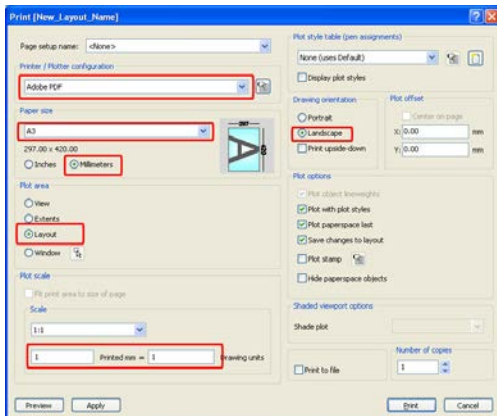 Print [New_Layout_Name]
Page setup name: <None>
Printer / Plotter configuration
Adobe PDF
Paper size
A3
297.00 x 420.00
Inches Millimeters
Plot area
View
Extents
Layout
Window
Plot scale
Fit print area to size of page
Scale
1:1
1 Printed mm = 1 Drawing units
Preview Apply
Plot style table (pen assignments)
None (uses Default)
Display plot styles
Drawing orientation
Portrait
Landscape
Print upside-down
Plot offset
Center on page
X: 0.00 mm
Y: 0.00 mm
Plot options
Plot object lineweights
Plot with plot styles
Plot paperspace last
Save changes to layout
Plot stamp
Hide paperspace objects
Shaded viewport options
Shade plot
Print to file
Number of copies
1
Print Cancel